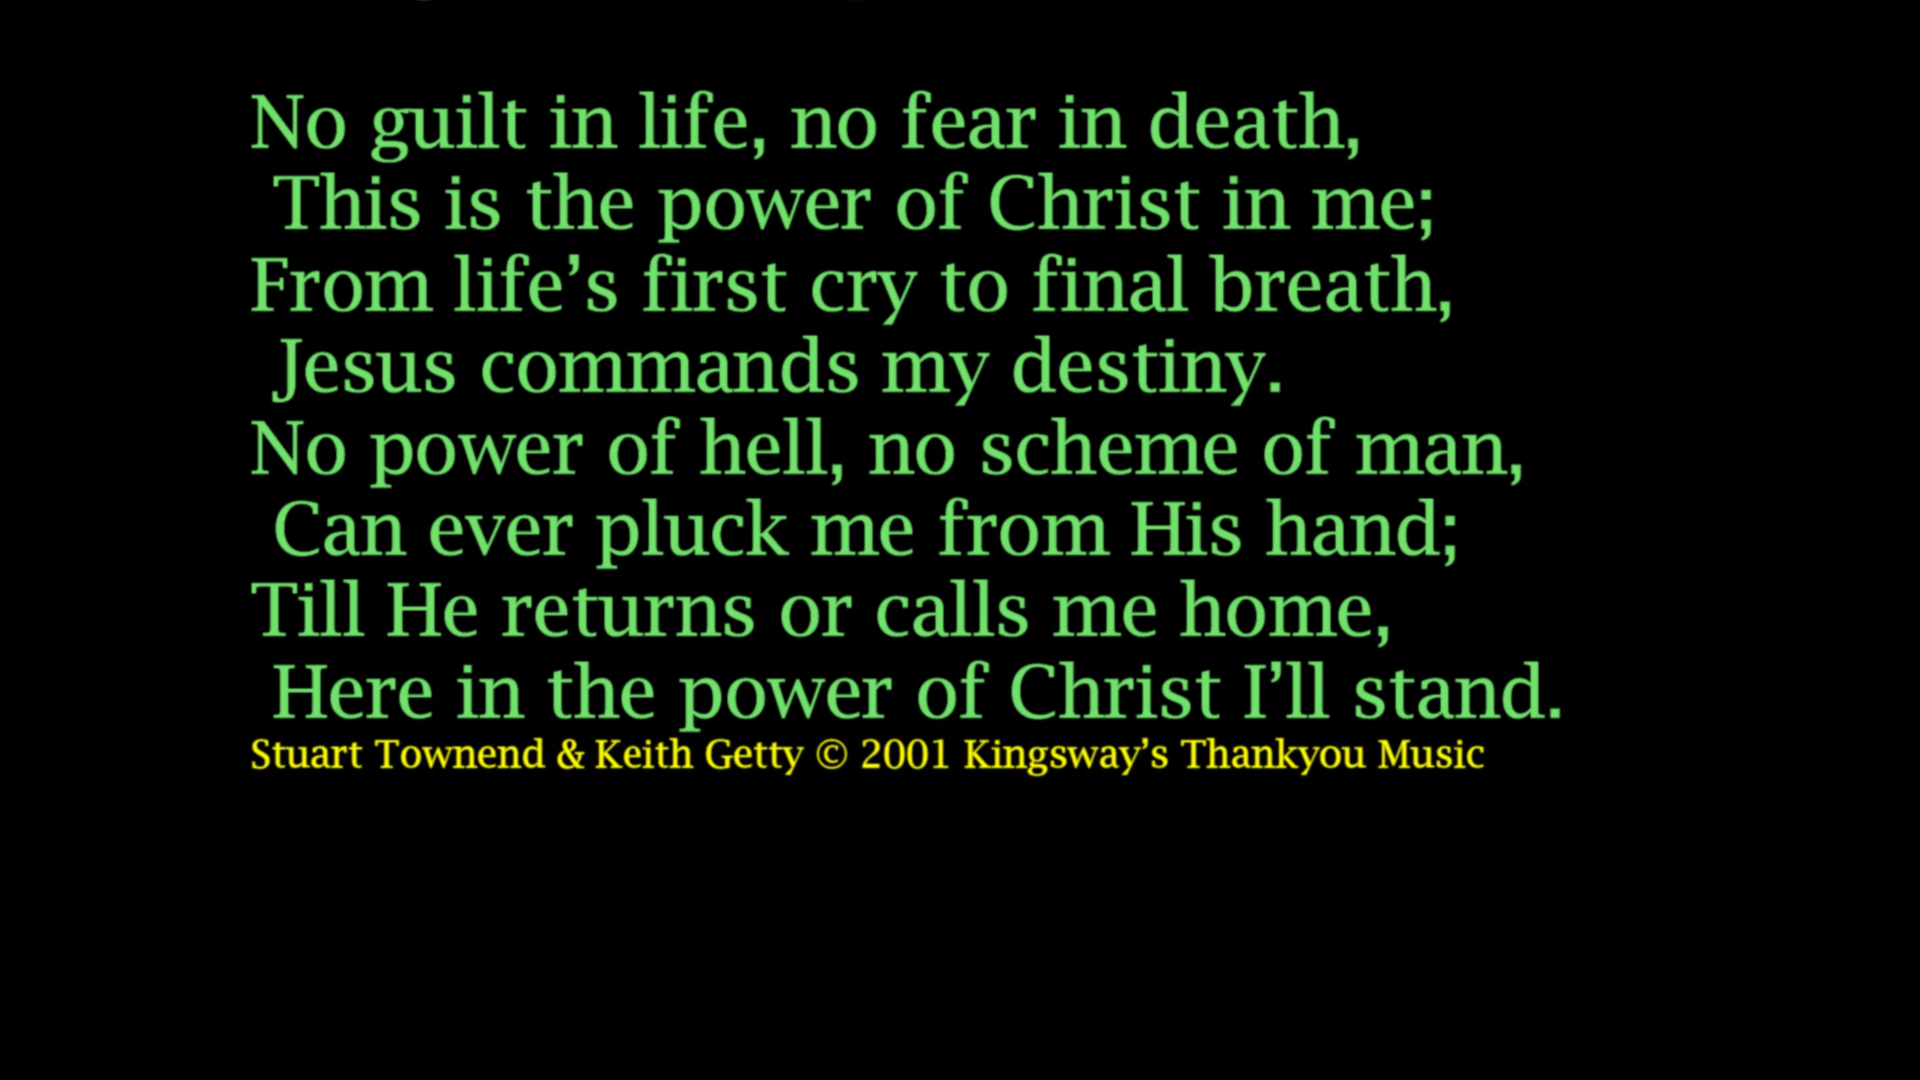 No guilt in life, no fear in death,
This is the power of Christ in me;
From life’s first cry to final breath,
Jesus commands my destiny.
No power of hell, no scheme of man,
Can ever pluck me from His hand;
Till He returns or calls me home,
Here in the power of Christ I’ll stand.
Stuart Townend & Keith Getty © 2001 Kingsway’s Thankyou Music